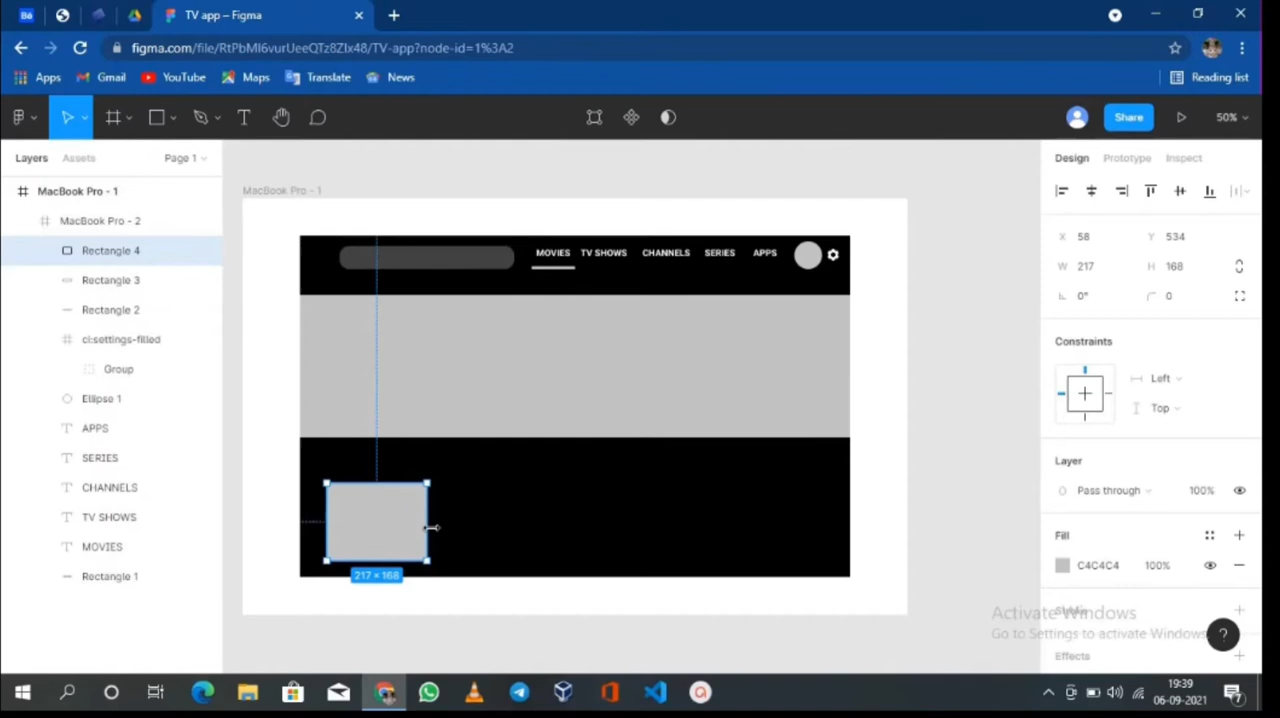 Bē
TV app – Figma
figma.com/file/RtPbMl6vurUeeQTz8ZIx48/TV-app?node-id=1%3A2
Apps
Gmail
YouTube
Maps
Translate
News
Reading list
Share
50%
Layers
Assets
Page 1
Design
Prototype
Inspect
MacBook Pro - 1
MacBook Pro - 2
Rectangle 4
Rectangle 3
Rectangle 2
ci:settings-filled
Group
Ellipse 1
APPS
SERIES
CHANNELS
TV SHOWS
MOVIES
Rectangle 1
MacBook Pro - 1
MOVIES
TV SHOWS
CHANNELS
SERIES
APPS
217 × 168
X 58
Y 534
W 217
H 168
0°
0
Constraints
Left
Top
Layer
Pass through
100%
Fill
C4C4C4
100%
Stroke
Activate Windows
Go to Settings to activate Windows.
?
Effects
19:39
06-09-2021
7